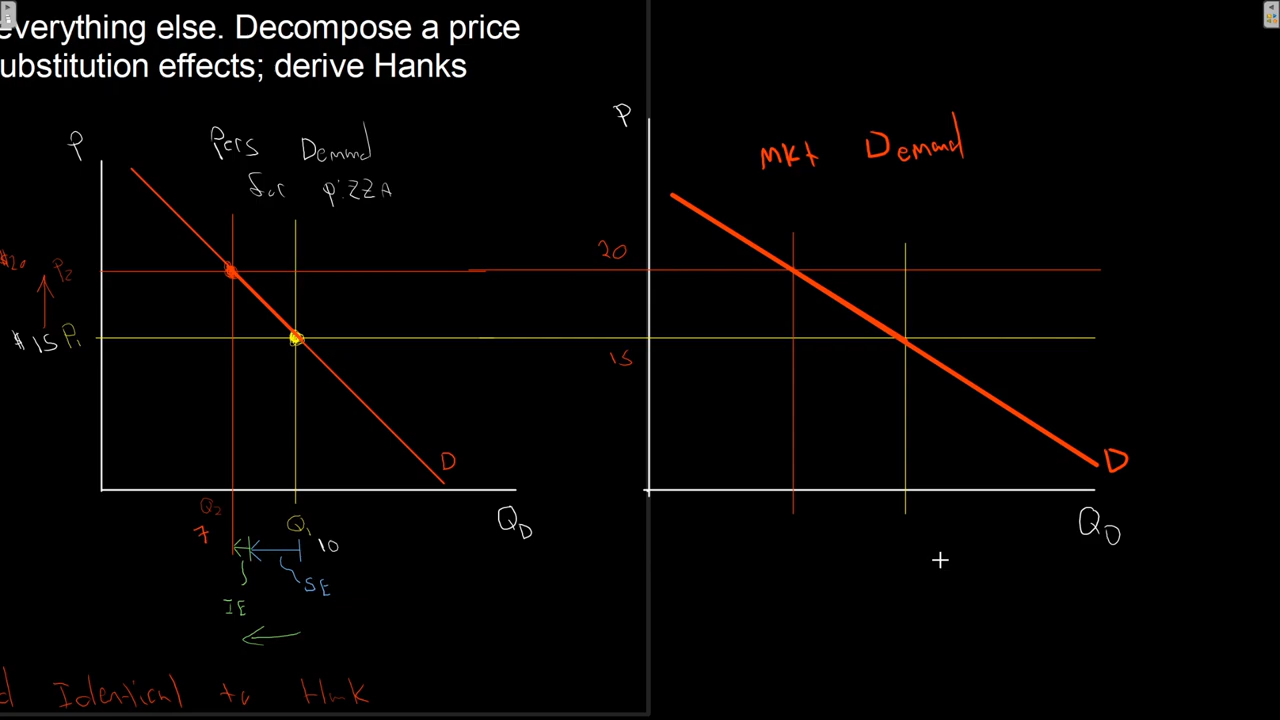 everything else. Decompose a price
ubstitution effects; derive Hanks
P
Pers Demand
for pizza
P
mkt Demand
$20 P2
20
$15 P1
15
D
D
Q2
7
Q1
10
QD
QD
SE
IE
d Identical to Hank